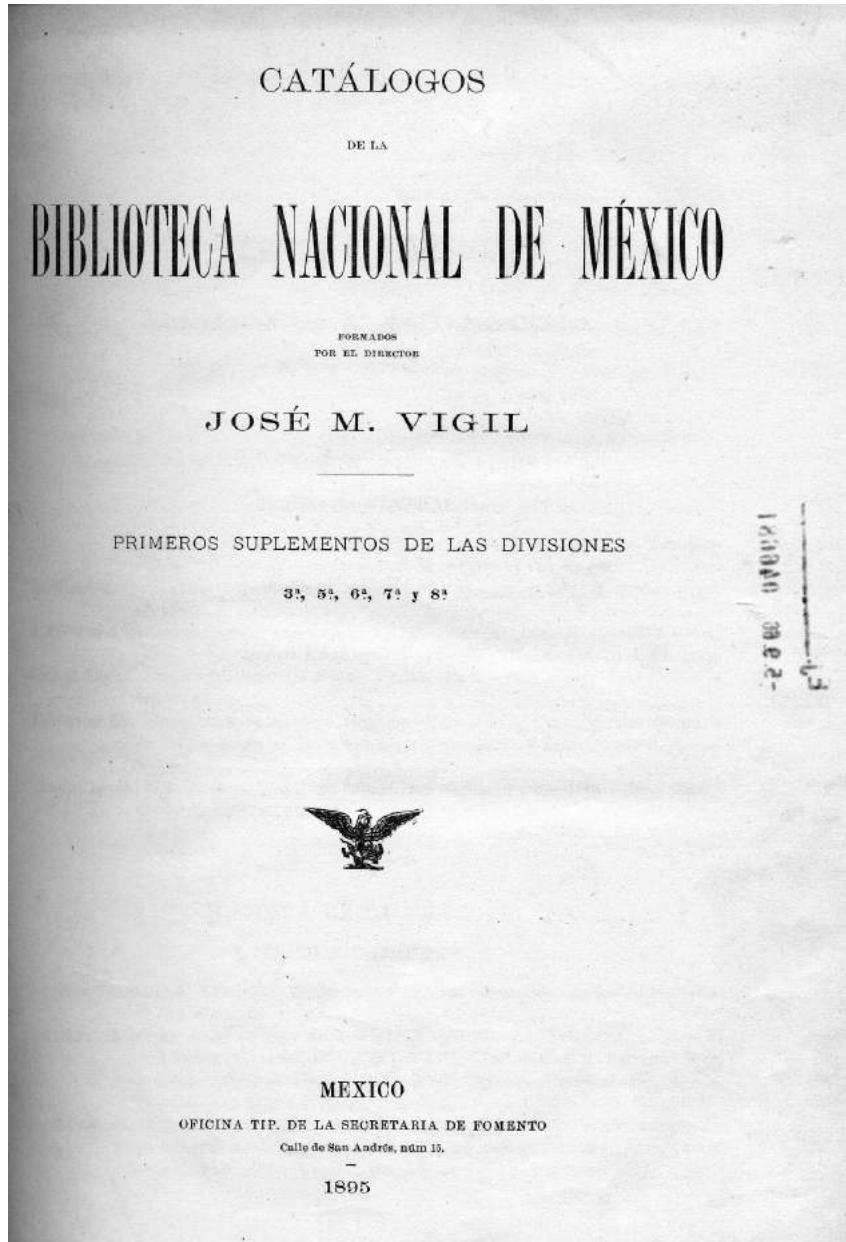 CATÁLOGOS
DE LA
BIBLIOTECA NACIONAL DE MÉXICO
FORMADOS
POR EL DIRECTOR
JOSÉ M. VIGIL
PRIMEROS SUPLEMENTOS DE LAS DIVISIONES
3ª, 5ª, 6ª, 7ª y 8ª
MEXICO
OFICINA TIP. DE LA SECRETARIA DE FOMENTO
Calle de San Andrés, núm 15.
1895